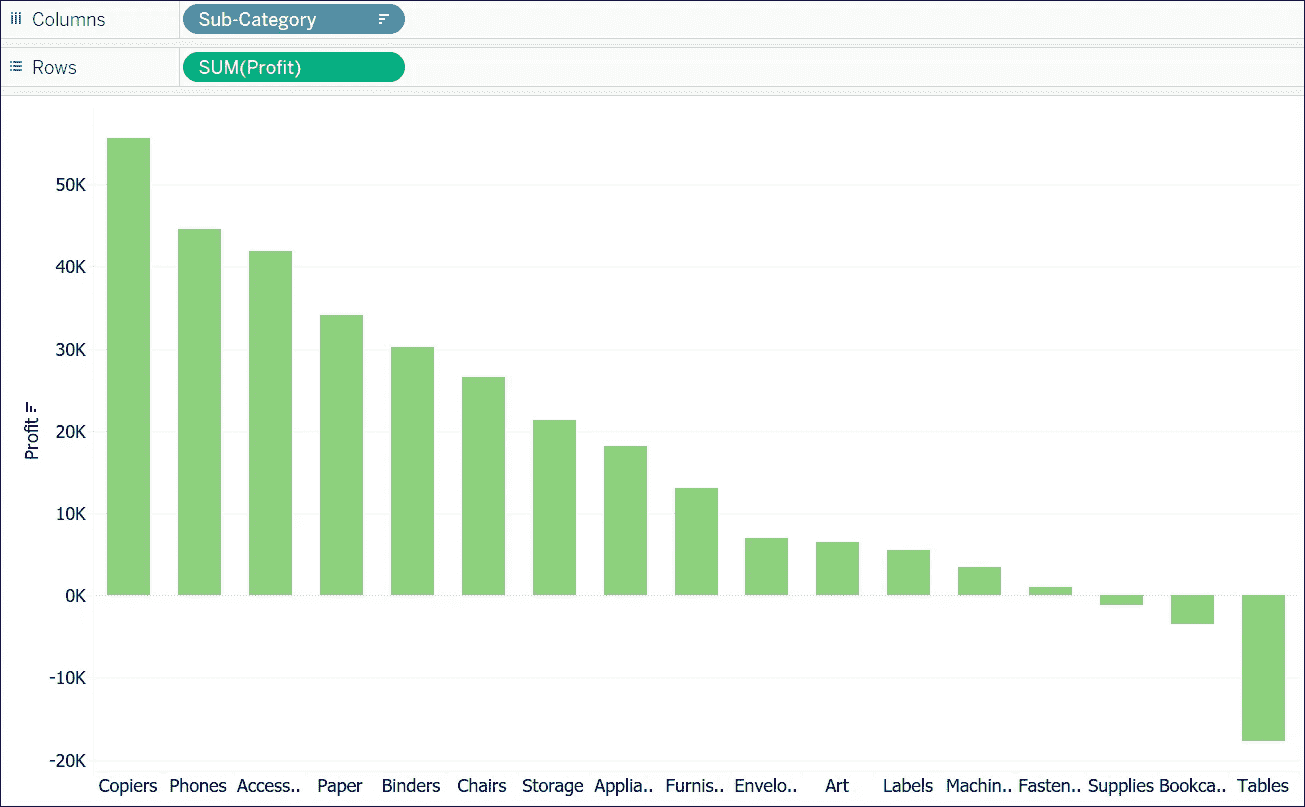 Columns Sub-Category
Rows SUM(Profit)
50K
40K
30K
20K
10K
0K
-10K
-20K
Profit
Copiers Phones Access.. Paper Binders Chairs Storage Applia.. Furnis.. Envelo.. Art Labels Machin.. Fasten.. Supplies Bookca.. Tables